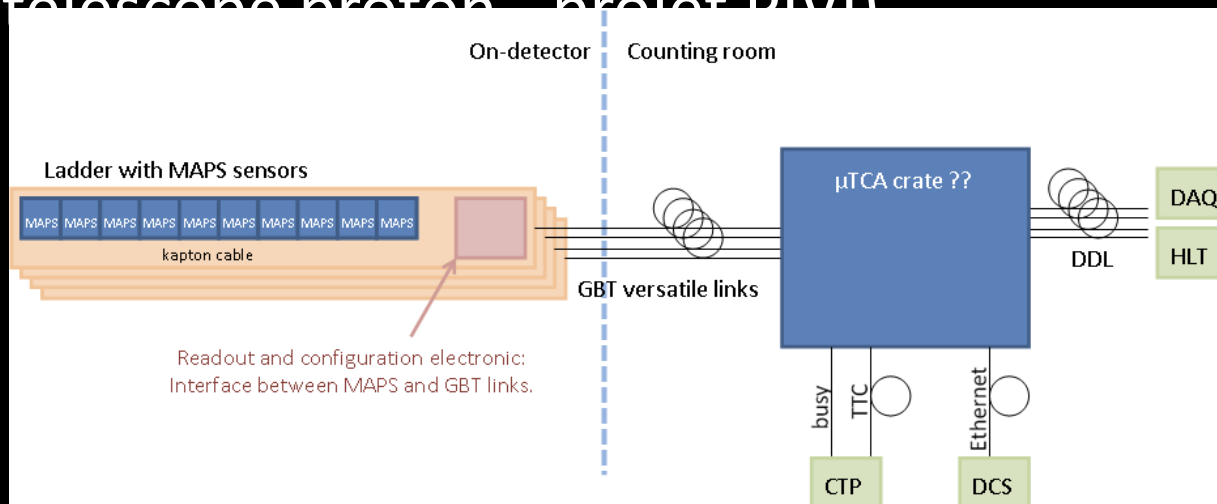 On-detector
Counting room
Ladder with MAPS sensors
MAPS MAPS MAPS MAPS MAPS MAPS MAPS MAPS MAPS MAPS
kapton cable
GBT versatile links
Readout and configuration electronic:
Interface between MAPS and GBT links.
µTCA crate ??
DDL
DAQ
HLT
busy
TTC
Ethernet
CTP
DCS